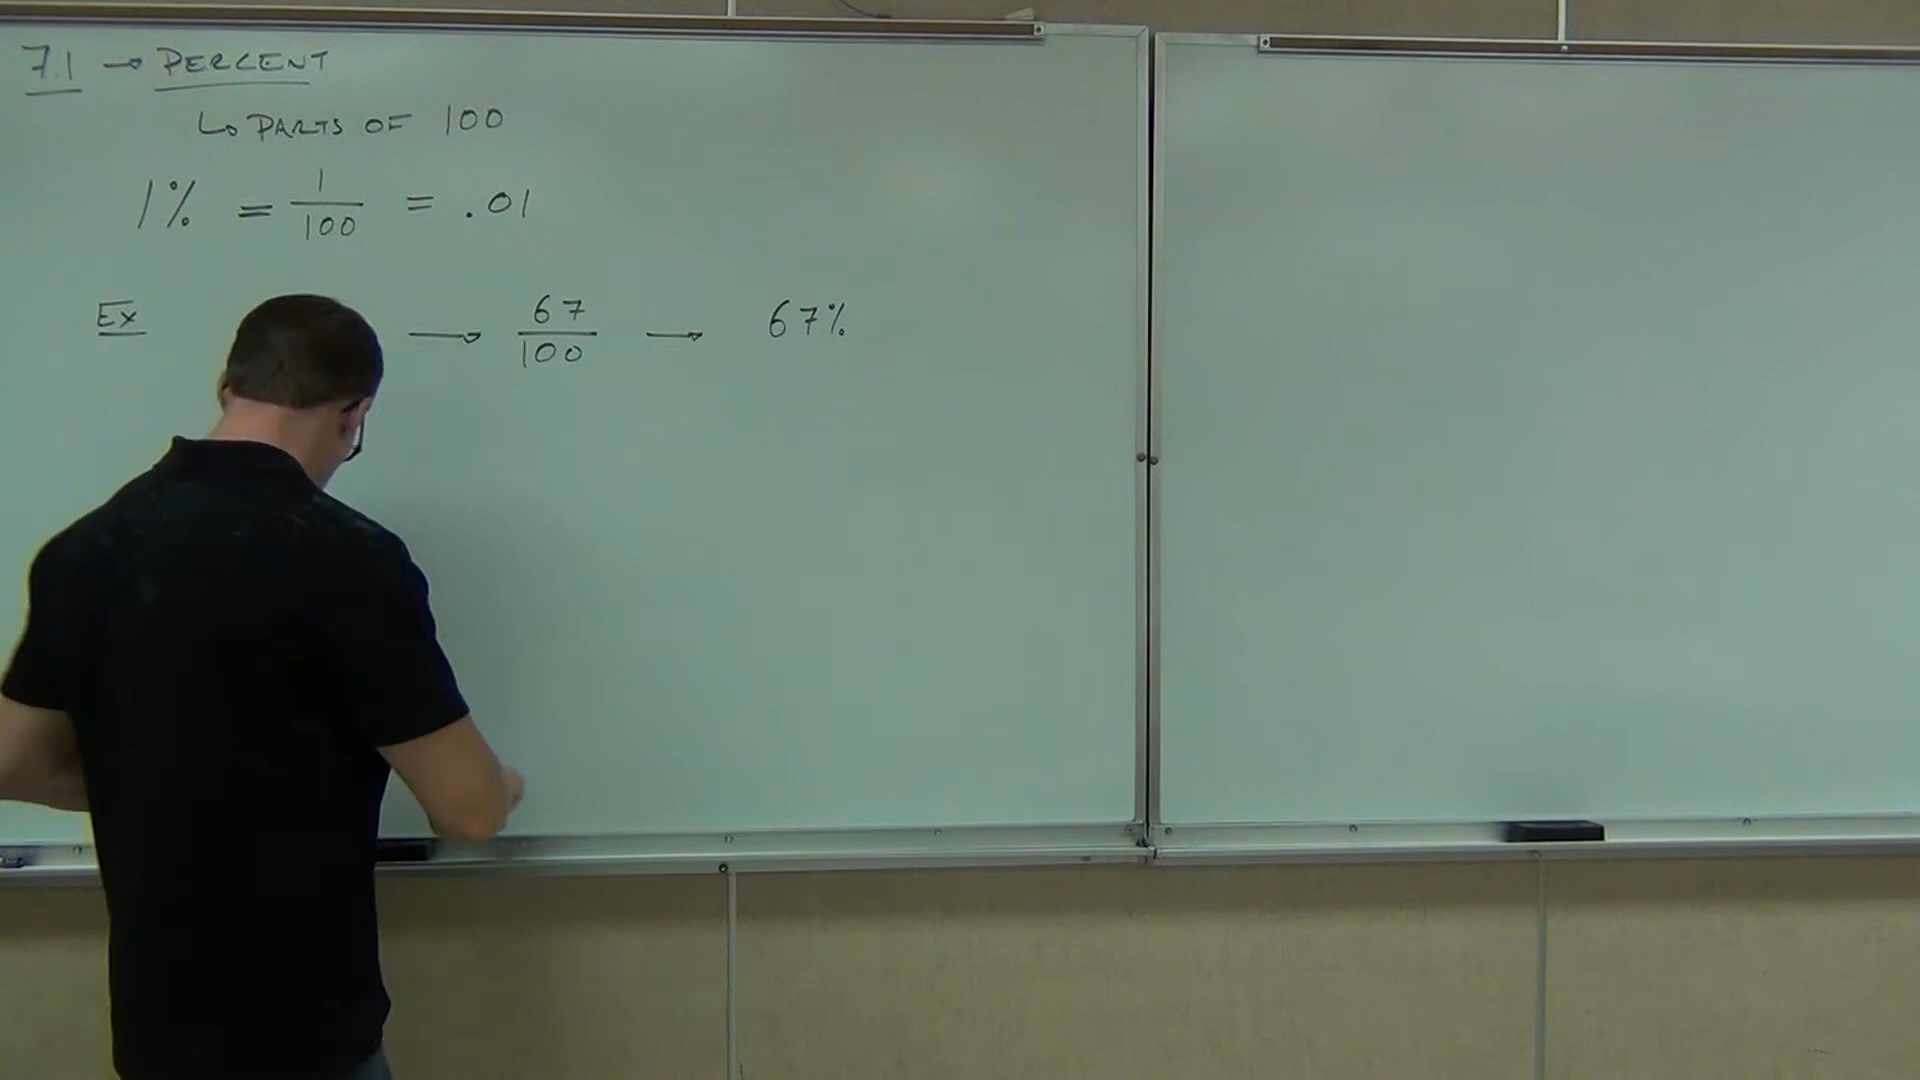 7.1 → PERCENT
↳ PARTS OF 100
1% = 1/100 = .01
Ex → 67/100 → 67%